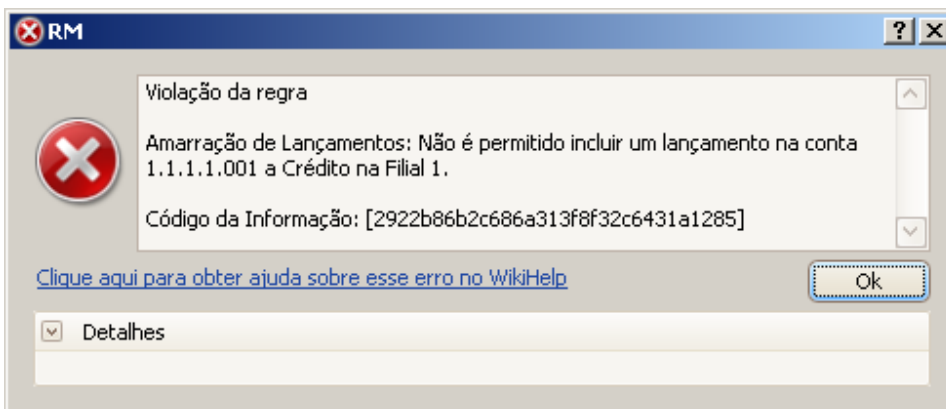 RM
Violação da regra
Amarração de Lançamentos: Não é permitido incluir um lançamento na conta
1.1.1.1.001 a Crédito na Filial 1.
Código da Informação: [2922b86b2c686a313f8f32c6431a1285]
Clique aqui para obter ajuda sobre esse erro no WikiHelp
Ok
Detalhes